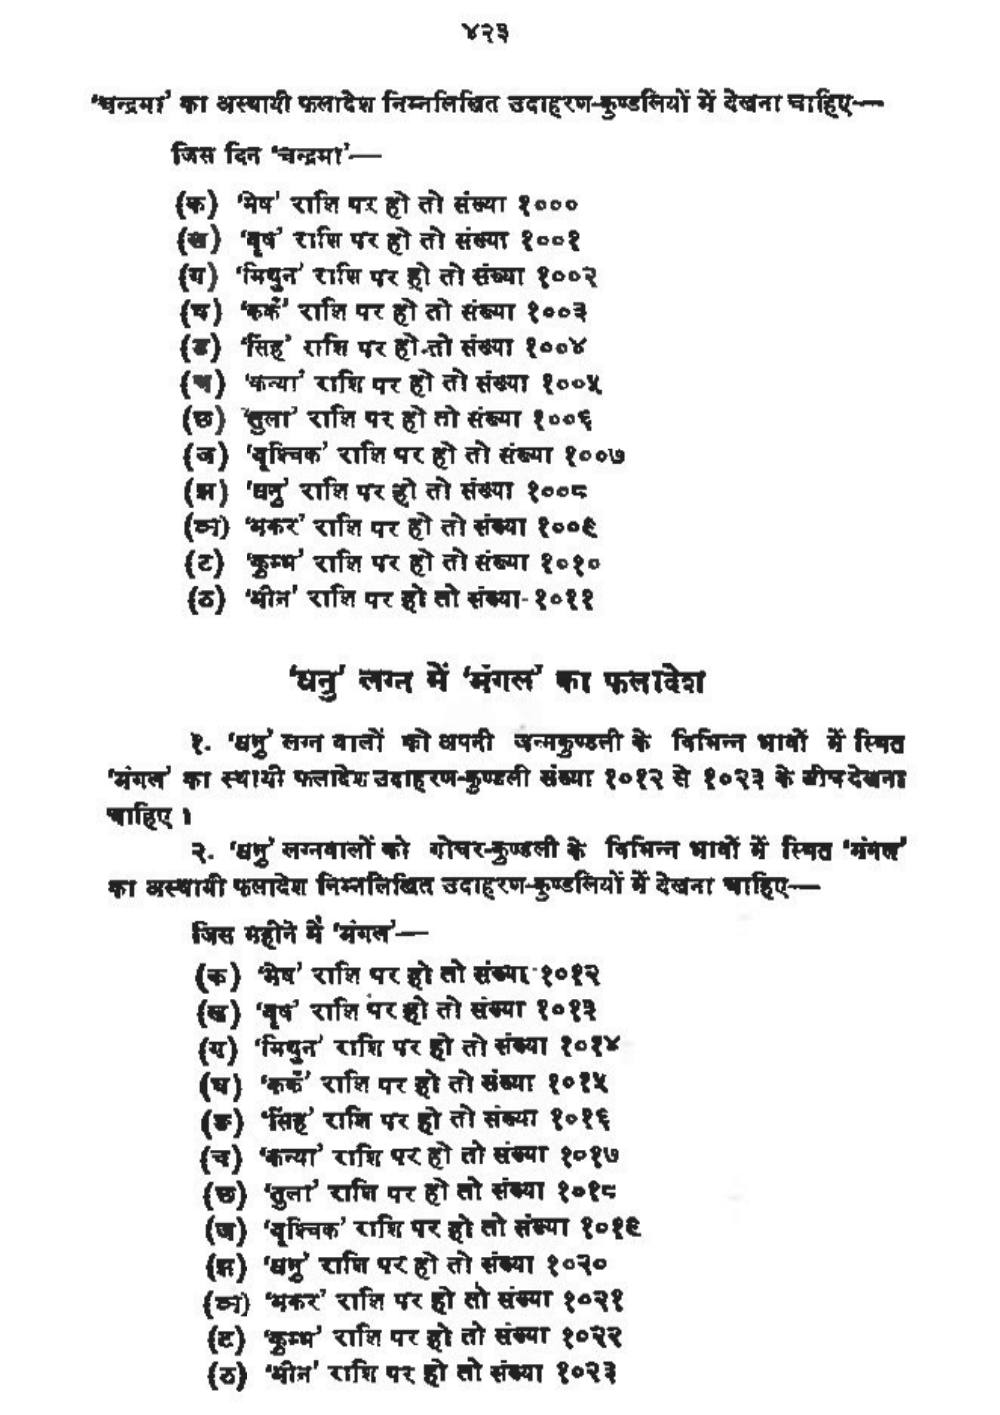 ४२३
‘चन्द्रमा’ का अस्थायी फलादेश निम्नलिखित उदाहरण-कुण्डलियों में देखना चाहिए—
जिस दिन ‘चन्द्रमा’—
(क) ‘मेष’ राशि पर हो तो संख्या १०००
(ख) ‘वृष’ राशि पर हो तो संख्या १००१
(ग) ‘मिथुन’ राशि पर हो तो संख्या १००२
(घ) ‘कर्क’ राशि पर हो तो संख्या १००३
(ङ) ‘सिंह’ राशि पर हो तो संख्या १००४
(च) ‘कन्या’ राशि पर हो तो संख्या १००५
(छ) ‘तुला’ राशि पर हो तो संख्या १००६
(ज) ‘वृश्चिक’ राशि पर हो तो संख्या १००७
(झ) ‘धनु’ राशि पर हो तो संख्या १००८
(ञ) ‘मकर’ राशि पर हो तो संख्या १००९
(ट) ‘कुम्भ’ राशि पर हो तो संख्या १०१०
(ठ) ‘मीन’ राशि पर हो तो संख्या १०११
‘धनु’ लग्न में ‘मंगल’ का फलादेश
१. ‘धनु’ लग्न वालों को अपनी जन्मकुण्डली के विभिन्न भावों में स्थित
‘मंगल’ का स्थायी फलादेश उदाहरण-कुण्डली संख्या १०१२ से १०२३ के बीच देखना
चाहिए ।
२. ‘धनु’ लग्नवालों को गोचर-कुण्डली के विभिन्न भावों में स्थित ‘मंगल’
का अस्थायी फलादेश निम्नलिखित उदाहरण-कुण्डलियों में देखना चाहिए—
जिस महीने में ‘मंगल’—
(क) ‘मेष’ राशि पर हो तो संख्या १०१२
(ख) ‘वृष’ राशि पर हो तो संख्या १०१३
(ग) ‘मिथुन’ राशि पर हो तो संख्या १०१४
(घ) ‘कर्क’ राशि पर हो तो संख्या १०१५
(ङ) ‘सिंह’ राशि पर हो तो संख्या १०१६
(च) ‘कन्या’ राशि पर हो तो संख्या १०१७
(छ) ‘तुला’ राशि पर हो तो संख्या १०१८
(ज) ‘वृश्चिक’ राशि पर हो तो संख्या १०१९
(झ) ‘धनु’ राशि पर हो तो संख्या १०२०
(ञ) ‘मकर’ राशि पर हो तो संख्या १०२१
(ट) ‘कुम्भ’ राशि पर हो तो संख्या १०२२
(ठ) ‘मीन’ राशि पर हो तो संख्या १०२३